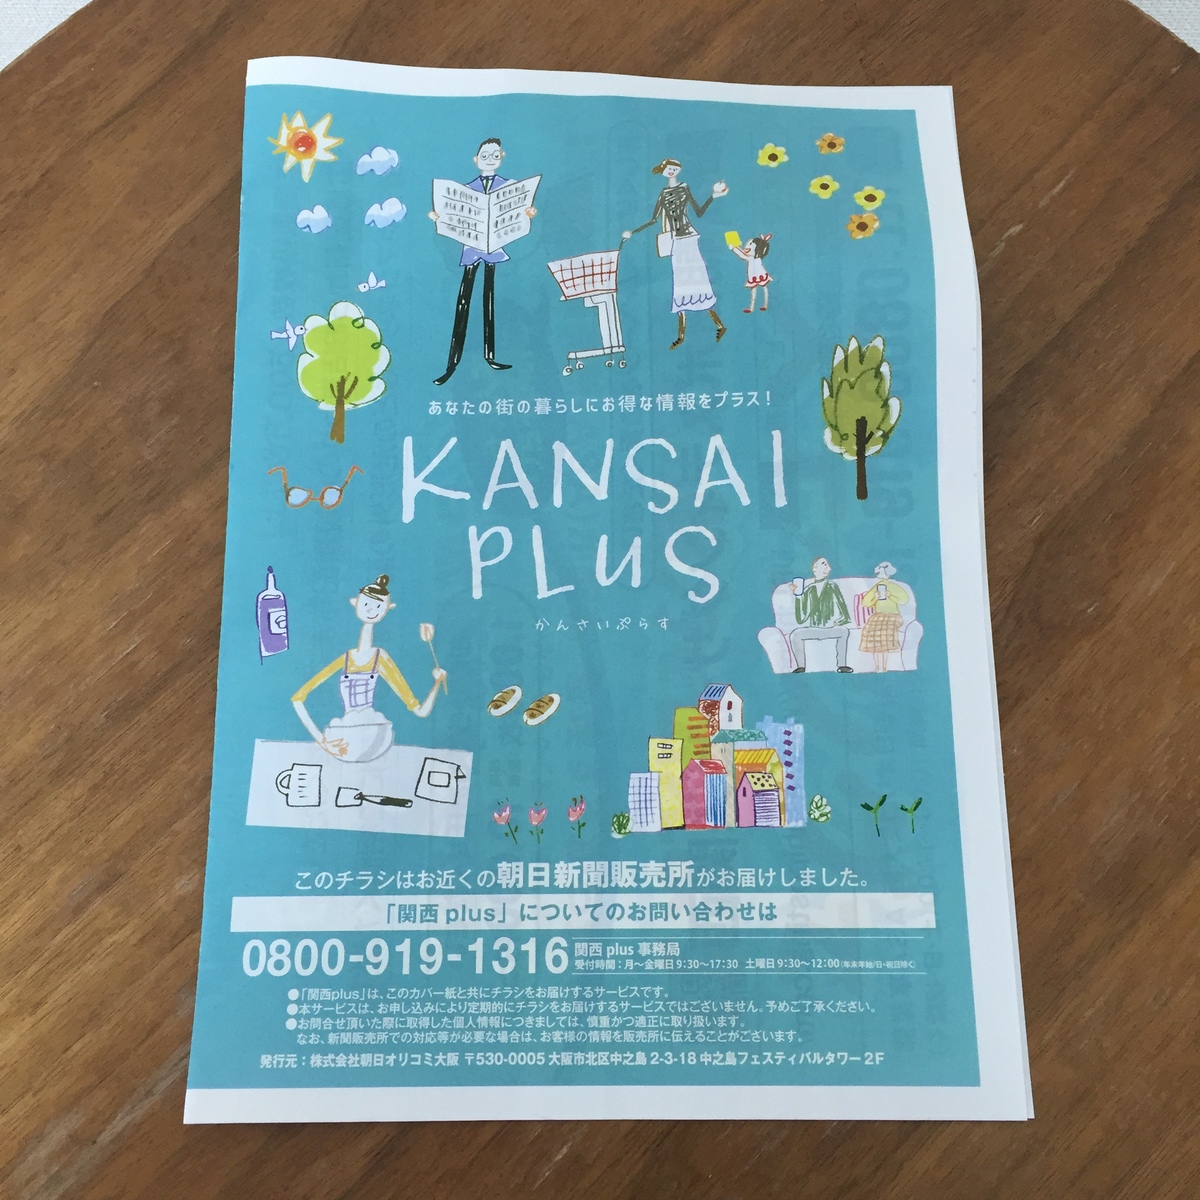 あなたの街の暮らしにお得な情報をプラス！
KANSAI
PLUS
かんさいぷらす
このチラシはお近くの朝日新聞販売所がお届けしました。
「関西 plus」についてのお問い合わせは
0800-919-1316 関西 plus 事務局
受付時間：月～金曜日 9:30～17:30　土曜日 9:30～12:00（年末年始/日・祝日除く）
●「関西plus」は、このカバー紙と共にチラシをお届けするサービスです。
●本サービスは、お申し込みにより定期的にチラシをお届けするサービスではございません。予めご了承ください。
●お問合せ頂いた際に取得した個人情報につきましては、慎重かつ適正に取り扱います。
なお、新聞販売所での対応等が必要な場合は、お客様の情報を販売所に伝えることがございます。
発行元：株式会社朝日オリコミ大阪 〒530-0005 大阪市北区中之島 2-3-18 中之島フェスティバルタワー 2F